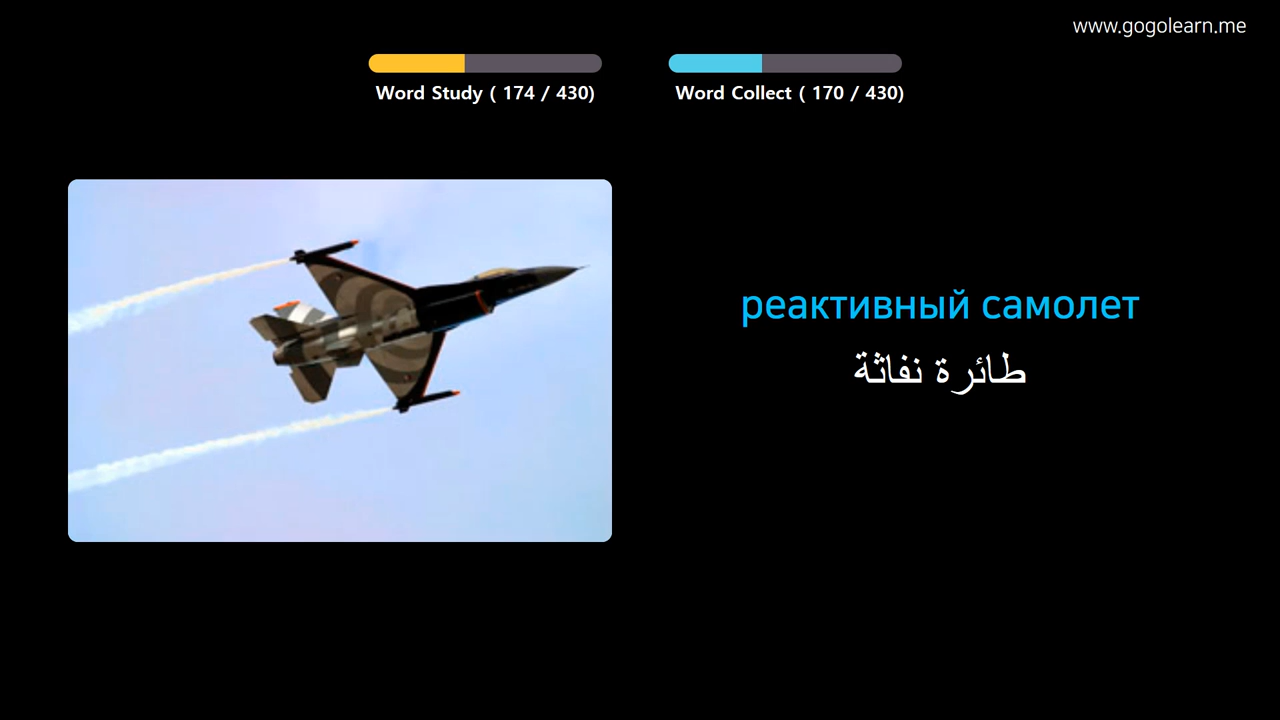 www.gogolearn.me
Word Study ( 174 / 430)
Word Collect ( 170 / 430)
реактивный самолет
طائرة نفاثة